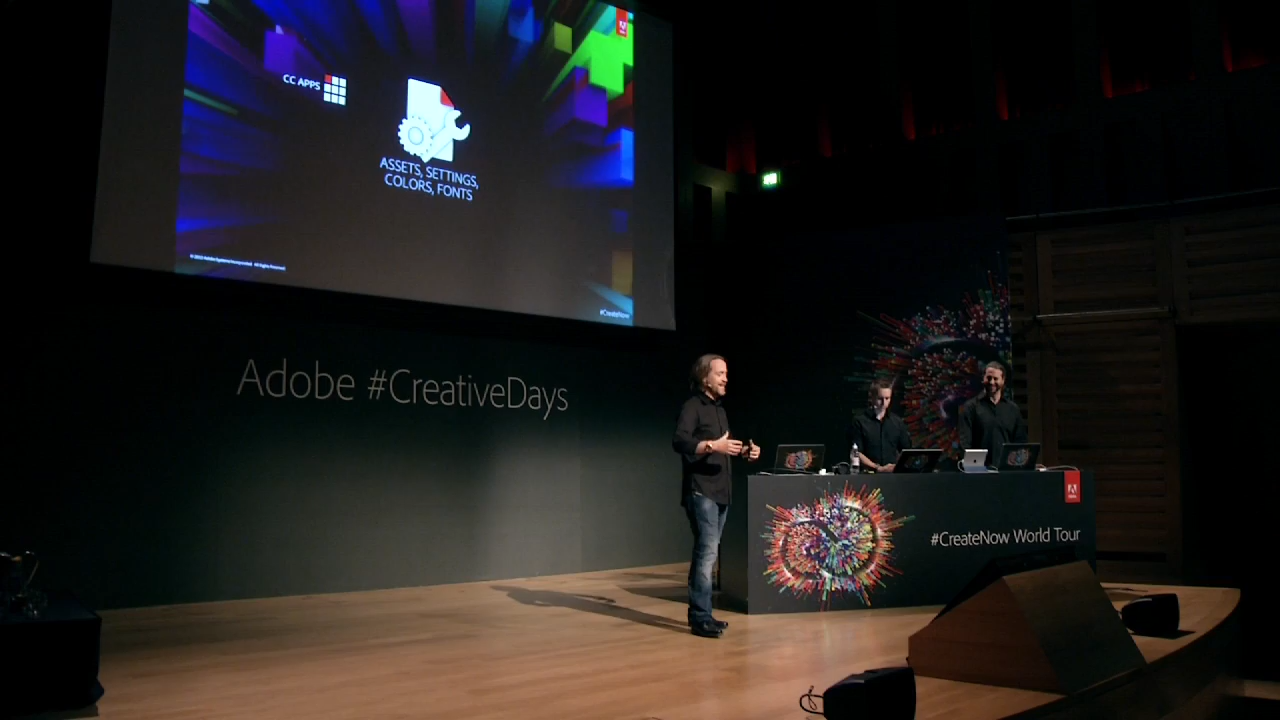 CC APPS
ASSETS, SETTINGS,
COLORS, FONTS
#CreateNow
Adobe #CreativeDays
#CreateNow World Tour